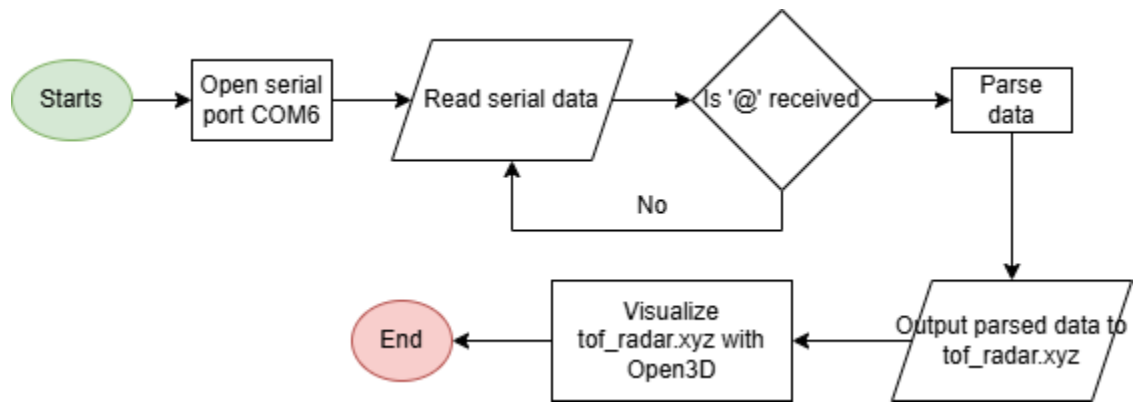 Starts
Open serial
port COM6
Read serial data
Is '@' received
Parse
data
No
Output parsed data to
tof_radar.xyz
Visualize
tof_radar.xyz with
Open3D
End